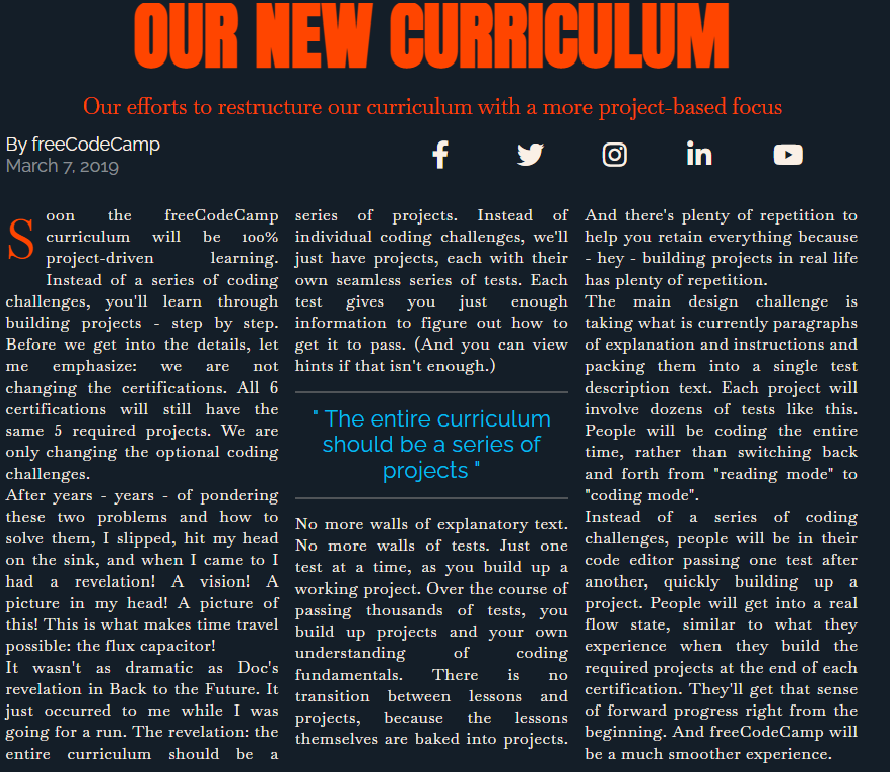 OUR NEW CURRICULUM
Our efforts to restructure our curriculum with a more project-based focus
By freeCodeCamp
March 7, 2019
Soon the freeCodeCamp
curriculum will be 100%
project-driven learning.
Instead of a series of coding
challenges, you'll learn through
building projects - step by step.
Before we get into the details, let
me emphasize: we are not
changing the certifications. All 6
certifications will still have the
same 5 required projects. We are
only changing the optional coding
challenges.
After years - years - of pondering
these two problems and how to
solve them, I slipped, hit my head
on the sink, and when I came to I
had a revelation! A vision! A
picture in my head! A picture of
this! This is what makes time travel
possible: the flux capacitor!
It wasn't as dramatic as Doc's
revelation in Back to the Future. It
just occurred to me while I was
going for a run. The revelation: the
entire curriculum should be a
series of projects. Instead of
individual coding challenges, we'll
just have projects, each with their
own seamless series of tests. Each
test gives you just enough
information to figure out how to
get it to pass. (And you can view
hints if that isn't enough.)
" The entire curriculum
should be a series of
projects "
No more walls of explanatory text.
No more walls of tests. Just one
test at a time, as you build up a
working project. Over the course of
passing thousands of tests, you
build up projects and your own
understanding of coding
fundamentals. There is no
transition between lessons and
projects, because the lessons
themselves are baked into projects.
And there's plenty of repetition to
help you retain everything because
- hey - building projects in real life
has plenty of repetition.
The main design challenge is
taking what is currently paragraphs
of explanation and instructions and
packing them into a single test
description text. Each project will
involve dozens of tests like this.
People will be coding the entire
time, rather than switching back
and forth from "reading mode" to
"coding mode".
Instead of a series of coding
challenges, people will be in their
code editor passing one test after
another, quickly building up a
project. People will get into a real
flow state, similar to what they
experience when they build the
required projects at the end of each
certification. They'll get that sense
of forward progress right from the
beginning. And freeCodeCamp will
be a much smoother experience.